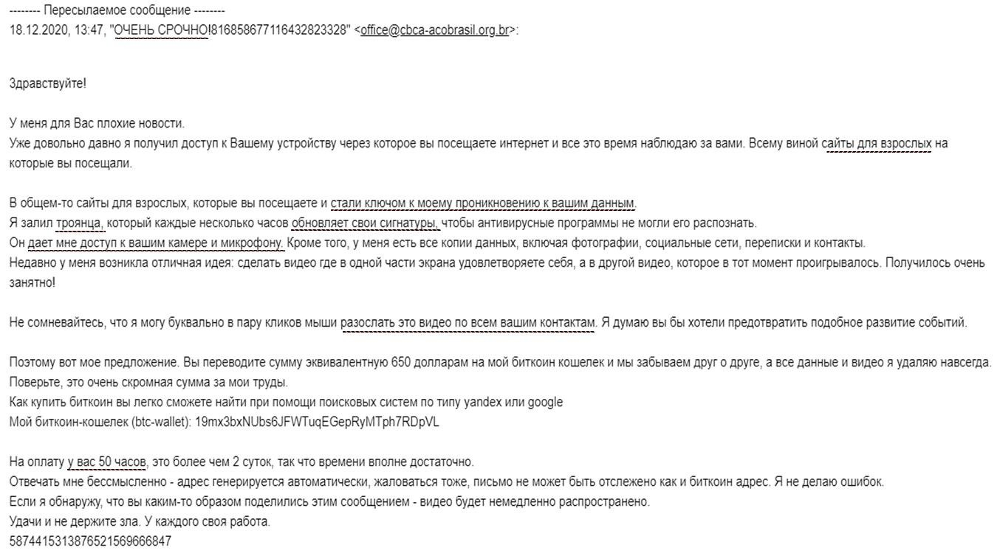 -------- Пересылаемое сообщение --------
18.12.2020, 13:47, "ОЧЕНЬ СРОЧНО!816858677116432823328" <office@cbca-acobrasil.org.br>:
Здравствуйте!
У меня для Вас плохие новости.
Уже довольно давно я получил доступ к Вашему устройству через которое вы посещаете интернет и все это время наблюдаю за вами. Всему виной сайты для взрослых на
которые вы посещали.
В общем-то сайты для взрослых, которые вы посещаете и стали ключом к моему проникновению к вашим данным.
Я залил троянца, который каждые несколько часов обновляет свои сигнатуры, чтобы антивирусные программы не могли его распознать.
Он дает мне доступ к вашим камере и микрофону. Кроме того, у меня есть все копии данных, включая фотографии, социальные сети, переписки и контакты.
Недавно у меня возникла отличная идея: сделать видео где в одной части экрана удовлетворяете себя, а в другой видео, которое в тот момент проигрывалось. Получилось очень
занятно!
Не сомневайтесь, что я могу буквально в пару кликов мыши разослать это видео по всем вашим контактам. Я думаю вы бы хотели предотвратить подобное развитие событий.
Поэтому вот мое предложение. Вы переводите сумму эквивалентную 650 долларам на мой биткоин кошелек и мы забываем друг о друге, а все данные и видео я удаляю навсегда.
Поверьте, это очень скромная сумма за мои труды.
Как купить биткоин вы легко сможете найти при помощи поисковых систем по типу yandex или google
Мой биткоин-кошелек (btc-wallet): 19mx3bxNUbs6JFWTuqEGepRyMTph7RDpVL
На оплату у вас 50 часов, это более чем 2 суток, так что времени вполне достаточно.
Отвечать мне бессмысленно - адрес генерируется автоматически, жаловаться тоже, письмо не может быть отслежено как и биткоин адрес. Я не делаю ошибок.
Если я обнаружу, что вы каким-то образом поделились этим сообщением - видео будет немедленно распространено.
Удачи и не держите зла. У каждого своя работа.
5874415313876521569666847